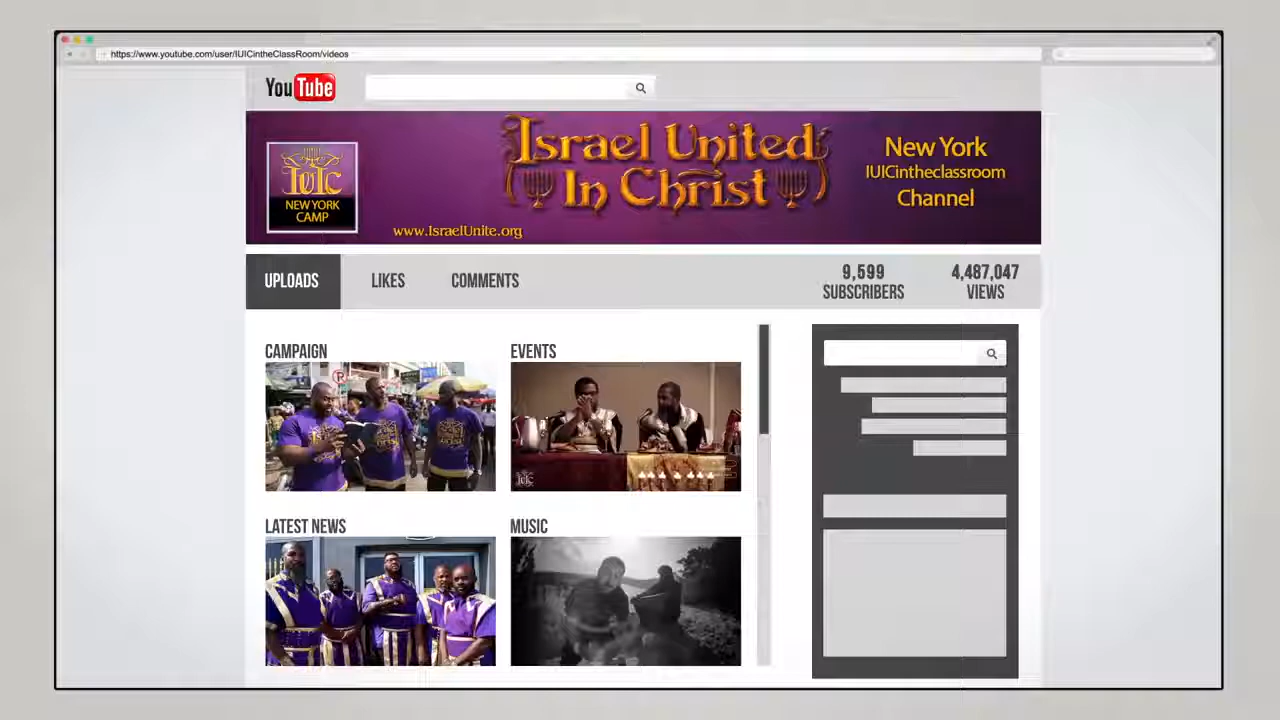 https://www.youtube.com/user/IUICintheClassRoom/videos
YouTube
Israel United
In Christ
New York
IUICintheclassroom
Channel
IUIC
NEW YORK
CAMP
www.IsraelUnite.org
UPLOADS
LIKES
COMMENTS
9,599
SUBSCRIBERS
4,487,047
VIEWS
CAMPAIGN
EVENTS
IUIC
LATEST NEWS
MUSIC